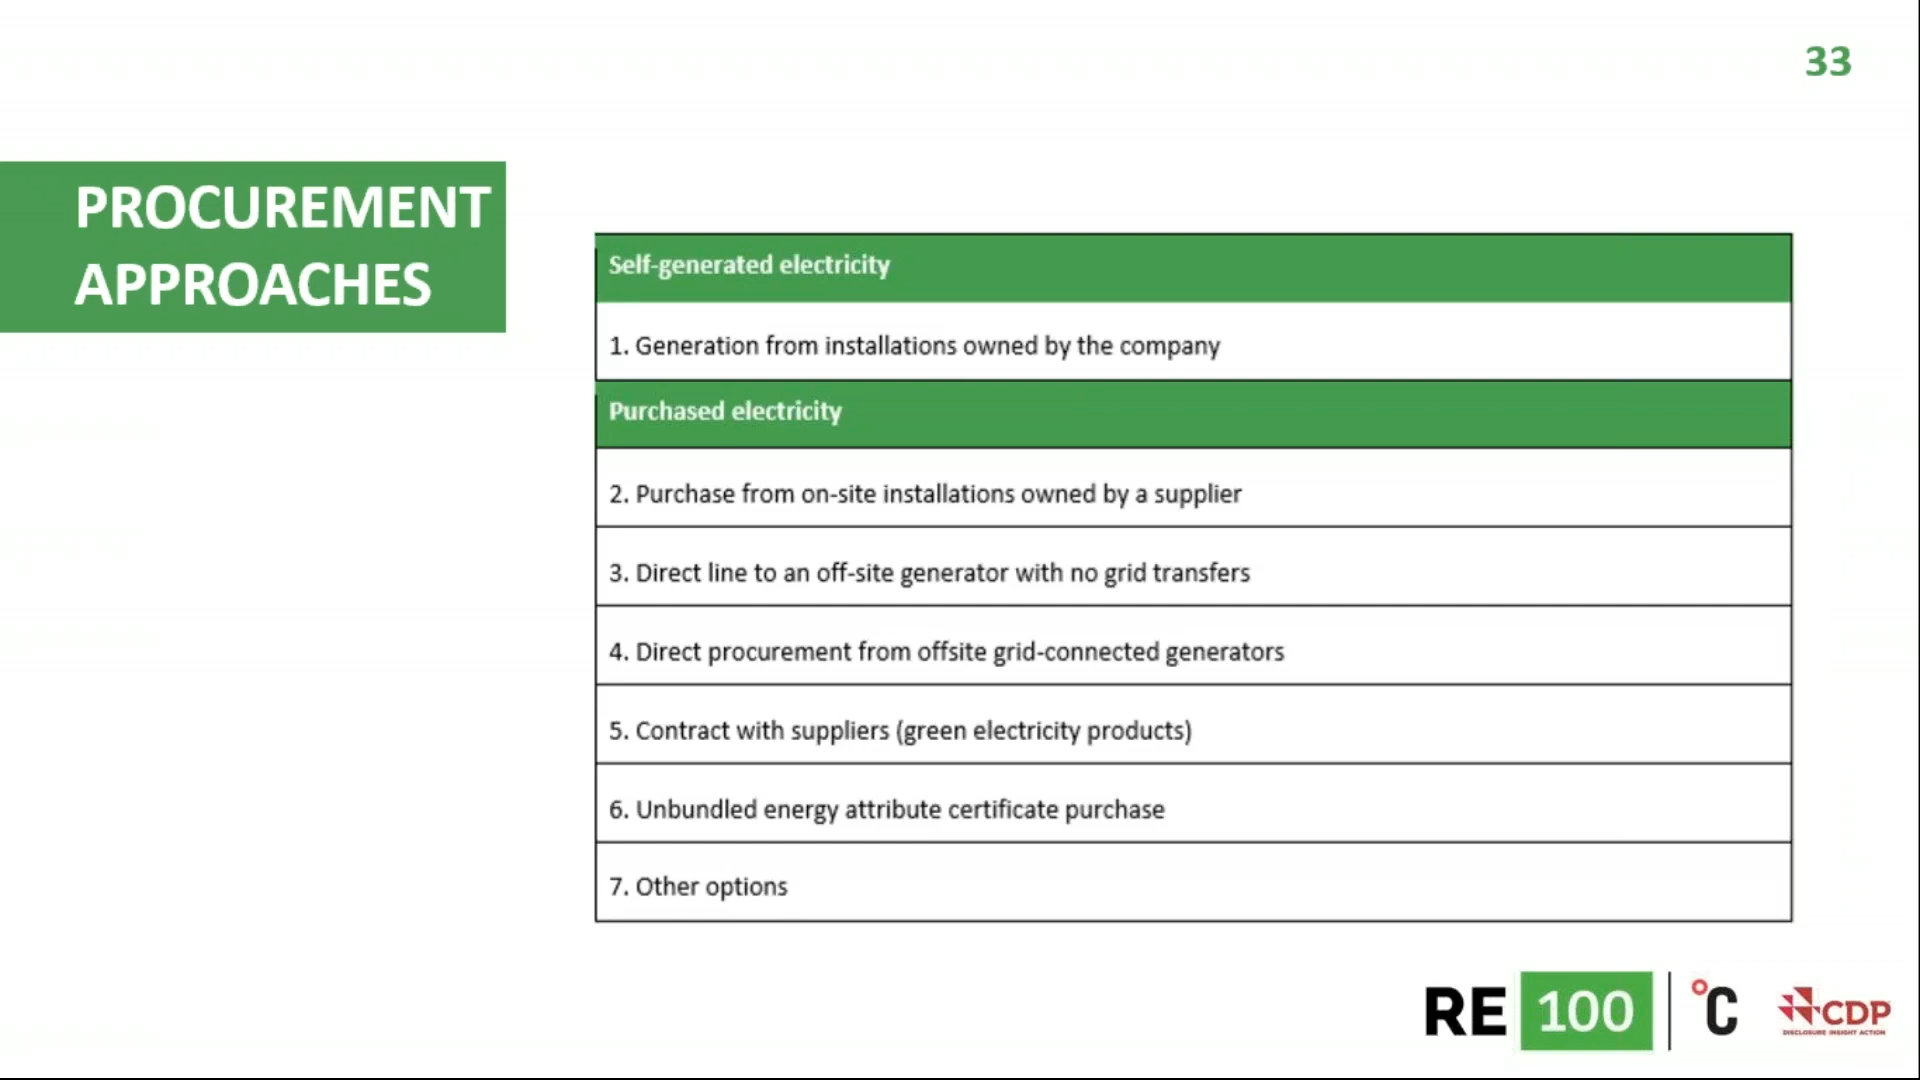 33
PROCUREMENT
APPROACHES
Self-generated electricity
1. Generation from installations owned by the company
Purchased electricity
2. Purchase from on-site installations owned by a supplier
3. Direct line to an off-site generator with no grid transfers
4. Direct procurement from offsite grid-connected generators
5. Contract with suppliers (green electricity products)
6. Unbundled energy attribute certificate purchase
7. Other options
RE 100
°C
CDP
DISCLOSURE INSIGHT ACTION